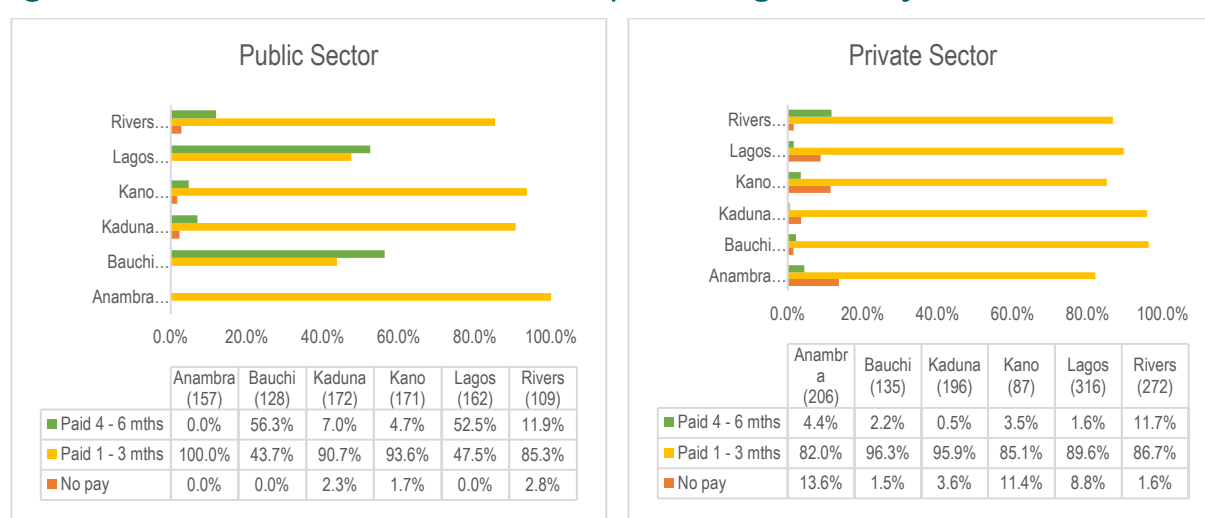 Public Sector
Rivers...
Lagos...
Kano...
Kaduna...
Bauchi...
Anambra...
0.0% 20.0% 40.0% 60.0% 80.0% 100.0%
Anambra (157) Bauchi (128) Kaduna (172) Kano (171) Lagos (162) Rivers (109)
Paid 4 - 6 mths 0.0% 56.3% 7.0% 4.7% 52.5% 11.9%
Paid 1 - 3 mths 100.0% 43.7% 90.7% 93.6% 47.5% 85.3%
No pay 0.0% 0.0% 2.3% 1.7% 0.0% 2.8%
Private Sector
Rivers...
Lagos...
Kano...
Kaduna...
Bauchi...
Anambra...
0.0% 20.0% 40.0% 60.0% 80.0% 100.0%
Anambra (206) Bauchi (135) Kaduna (196) Kano (87) Lagos (316) Rivers (272)
Paid 4 - 6 mths 4.4% 2.2% 0.5% 3.5% 1.6% 11.7%
Paid 1 - 3 mths 82.0% 96.3% 95.9% 85.1% 89.6% 86.7%
No pay 13.6% 1.5% 3.6% 11.4% 8.8% 1.6%